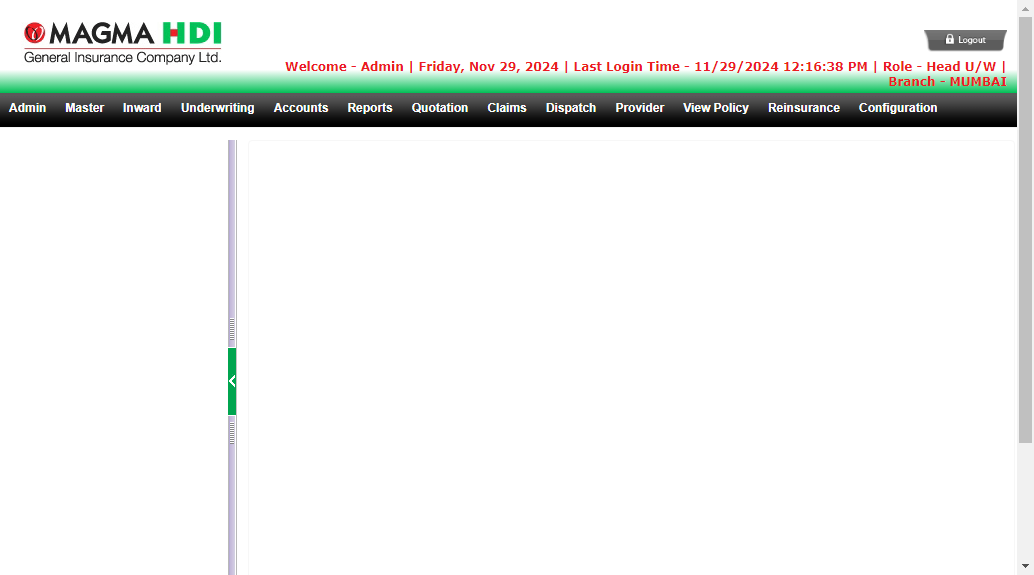 MAGMA HDI
General Insurance Company Ltd.
Logout
Welcome - Admin | Friday, Nov 29, 2024 | Last Login Time - 11/29/2024 12:16:38 PM | Role - Head U/W |
Branch - MUMBAI
Admin Master Inward Underwriting Accounts Reports Quotation Claims Dispatch Provider View Policy Reinsurance Configuration